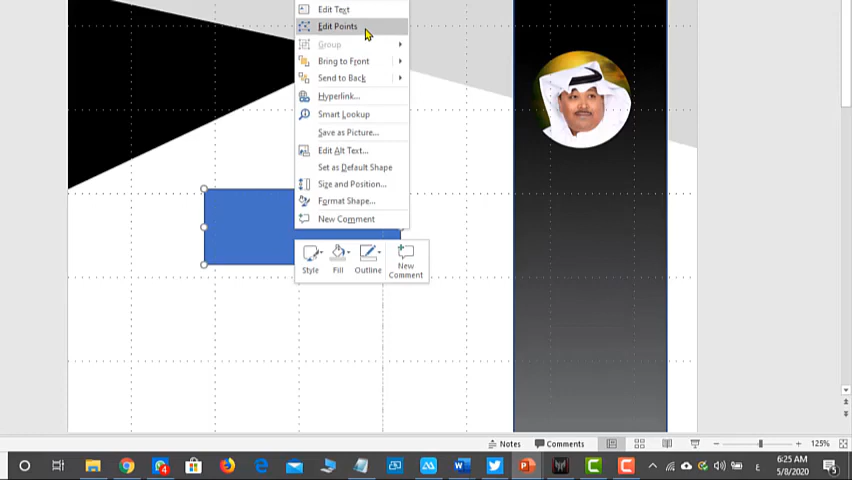 Edit Text
Edit Points
Group
Bring to Front
Send to Back
Hyperlink...
Smart Lookup
Save as Picture...
Edit Alt Text...
Set as Default Shape
Size and Position...
Format Shape...
New Comment
Style
Fill
Outline
New
Comment
Notes
Comments
125%
4
W
P
ع
6:25 AM
5/8/2020
5